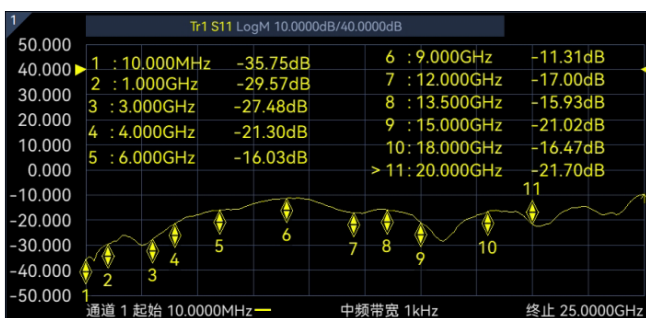 1
Tr1 S11 LogM 10.0000dB/40.0000dB
50.000
40.000
30.000
20.000
10.000
0.000
-10.000
-20.000
-30.000
-40.000
-50.000
1 :10.000MHz -35.75dB
2 :1.000GHz -29.57dB
3 :3.000GHz -27.48dB
4 :4.000GHz -21.30dB
5 :6.000GHz -16.03dB
6 :9.000GHz -11.31dB
7 :12.000GHz -17.00dB
8 :13.500GHz -15.93dB
9 :15.000GHz -21.02dB
10:18.000GHz -16.47dB
>11:20.000GHz -21.70dB
1
2
3
4
5
6
7
8
9
10
11
通道 1 起始 10.0000MHz 中频带宽 1kHz 终止 25.0000GHz